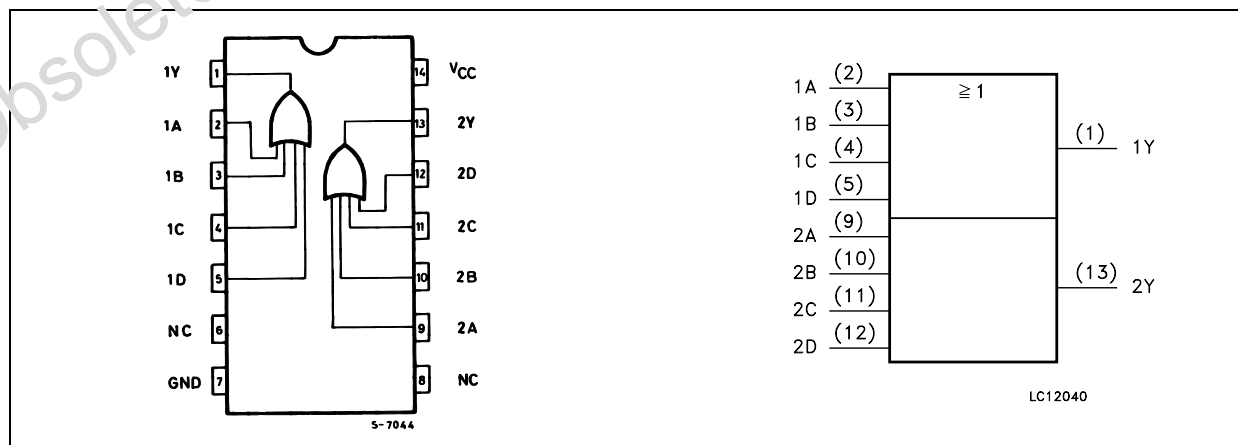 Obsolete
1Y 1 14 VCC
1A 2 13 2Y
1B 3 12 2D
1C 4 11 2C
1D 5 10 2B
NC 6 9 2A
GND 7 8 NC
S-7044
≧1
1A (2)
1B (3)
1C (4)
1D (5)
2A (9)
2B (10)
2C (11)
2D (12)
(1) 1Y
(13) 2Y
LC12040